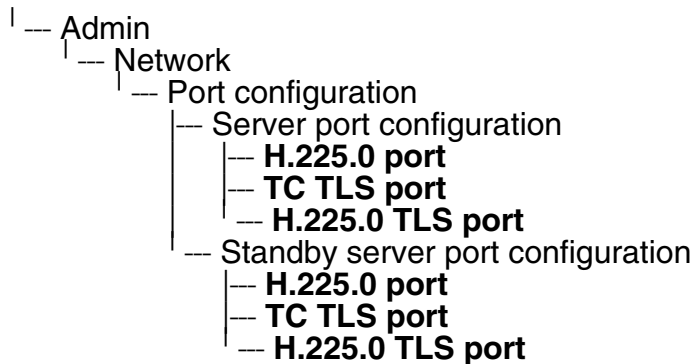 --- Admin
--- Network
--- Port configuration
--- Server port configuration
--- H.225.0 port
--- TC TLS port
--- H.225.0 TLS port
--- Standby server port configuration
--- H.225.0 port
--- TC TLS port
--- H.225.0 TLS port